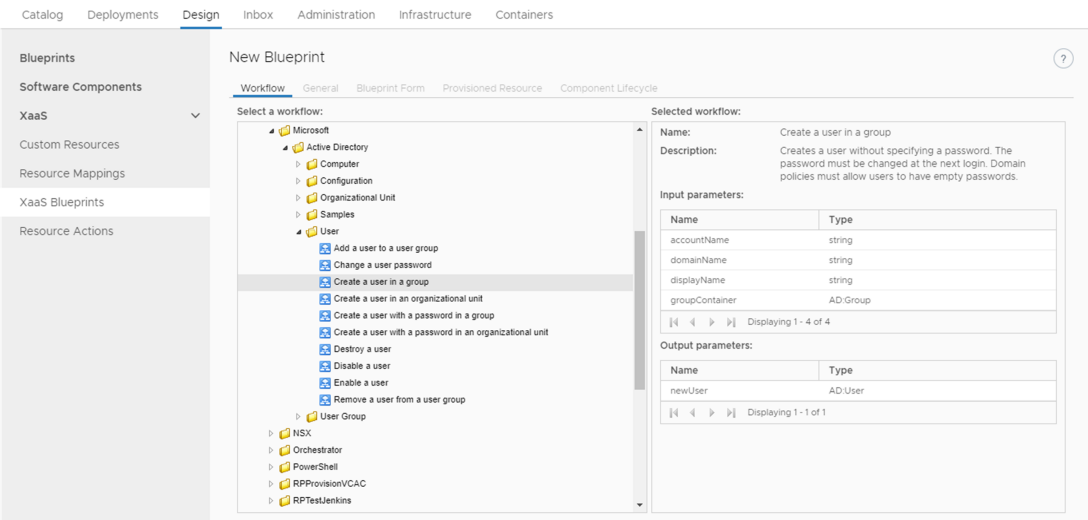 Catalog Deployments Design Inbox Administration Infrastructure Containers
Blueprints
Software Components
XaaS
Custom Resources
Resource Mappings
XaaS Blueprints
Resource Actions
New Blueprint
?
Workflow General Blueprint Form Provisioned Resource Component Lifecycle
Select a workflow:
Microsoft
Active Directory
Computer
Configuration
Organizational Unit
Samples
User
Add a user to a user group
Change a user password
Create a user in a group
Create a user in an organizational unit
Create a user with a password in a group
Create a user with a password in an organizational unit
Destroy a user
Disable a user
Enable a user
Remove a user from a user group
User Group
NSX
Orchestrator
PowerShell
RPProvisionVCAC
RPTestJenkins
Selected workflow:
Name: Create a user in a group
Description: Creates a user without specifying a password. The
password must be changed at the next login. Domain
policies must allow users to have empty passwords.
Input parameters:
Name Type
accountName string
domainName string
displayName string
groupContainer AD:Group
Displaying 1 - 4 of 4
Output parameters:
Name Type
newUser AD:User
Displaying 1 - 1 of 1